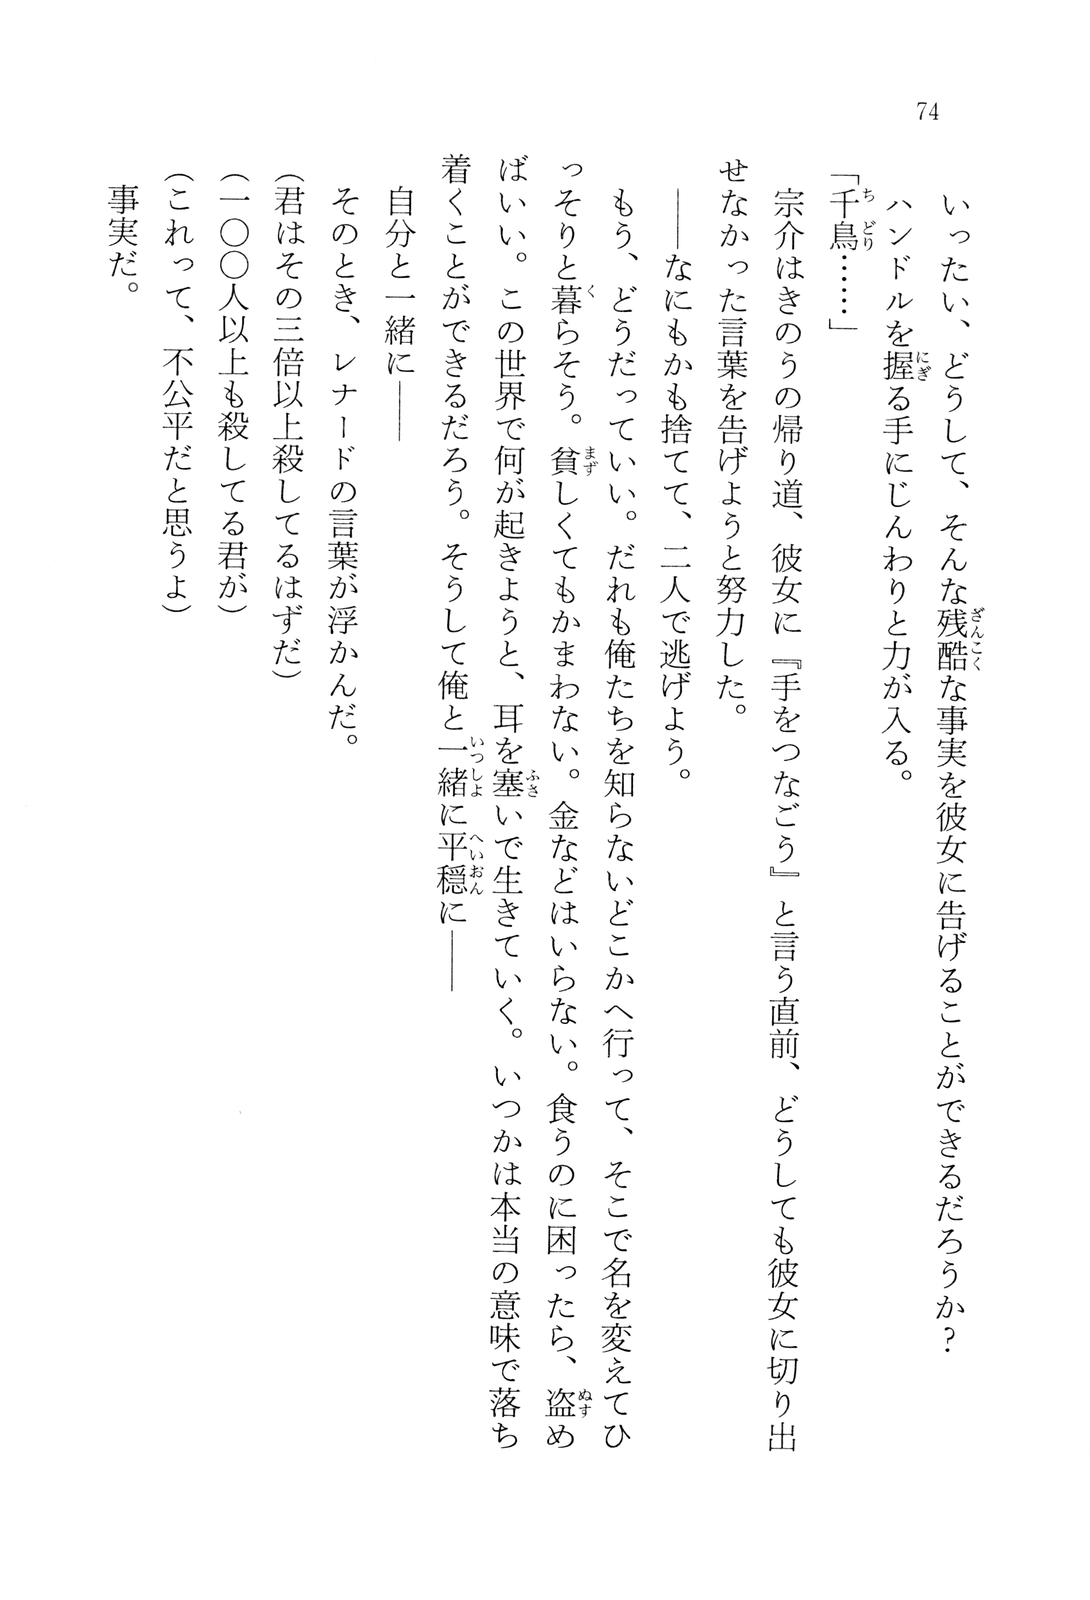 74
いったい、どうして、そんな残酷な事実を彼女に告げることができるだろうか?
ハンドルを握る手にじんわりと力が入る。
「千鳥……」
宗介はきのうの帰り道、彼女に『手をつなごう』と言う直前、どうしても彼女に切り出
せなかった言葉を告げようと努力した。
――なにもかも捨てて、二人で逃げよう。
もう、どうだっていい。だれも俺たちを知らないどこかへ行って、そこで名を変えてひ
っそりと暮らそう。貧しくてもかまわない。金などはいらない。食うのに困ったら、盗め
ばいい。この世界で何が起きようと、耳を塞いで生きていく。いつかは本当の意味で落ち
着くことができるだろう。そうして俺と一緒に平穏に――
自分と一緒に――
そのとき、レナードの言葉が浮かんだ。
(君はその三倍以上殺してるはずだ)
(一〇〇人以上も殺してる君が)
(これって、不公平だと思うよ)
事実だ。